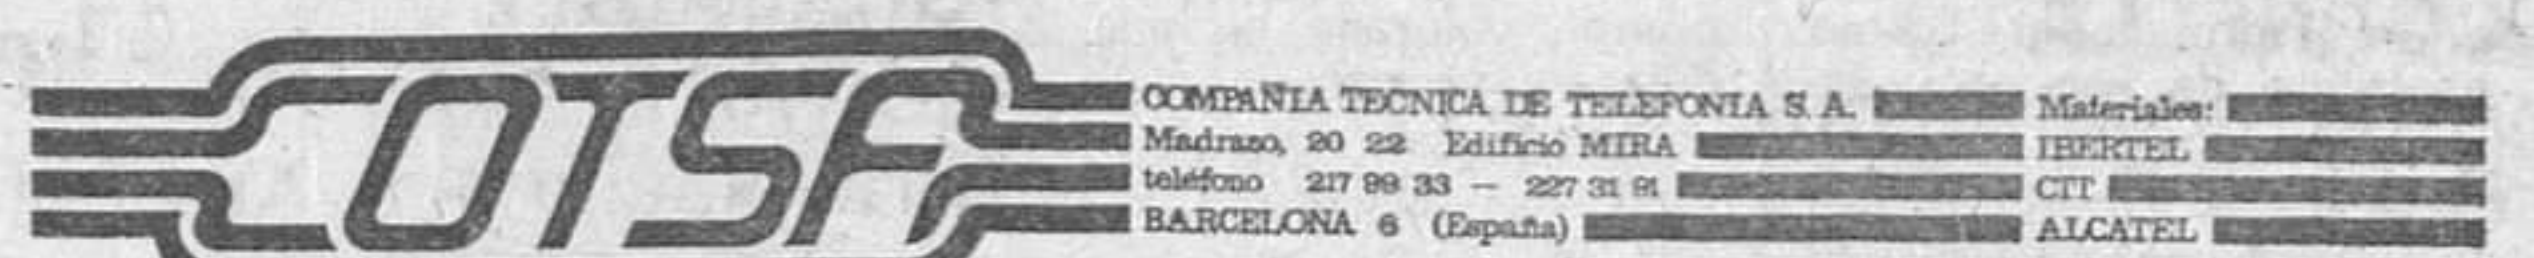 COTSA
COMPAÑIA TECNICA DE TELEFONIA S. A.
Madrazo, 20 22 Edificio MIRA
teléfono 217 99 33 — 227 31 91
BARCELONA 6 (España)
Materiales:
IBERTEL
CTT
ALCATEL